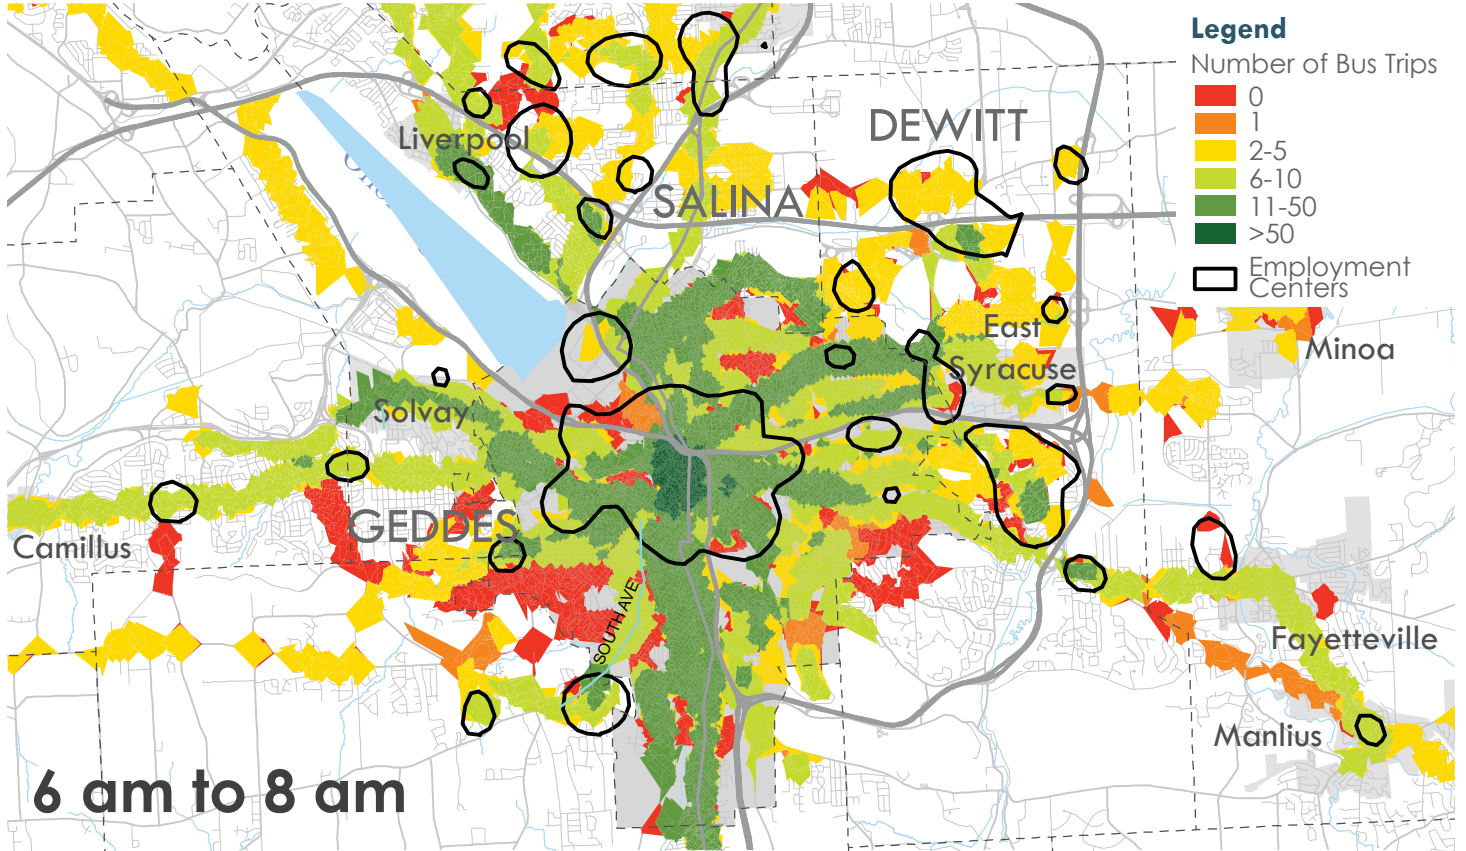 Legend
Number of Bus Trips
0
1
2-5
6-10
11-50
>50
Employment
Centers
DEWITT
Liverpool
SALINA
East
Syracuse
Minoa
Solvay
GEDDES
Camillus
SOUTH AVE
Fayetteville
Manlius
6 am to 8 am